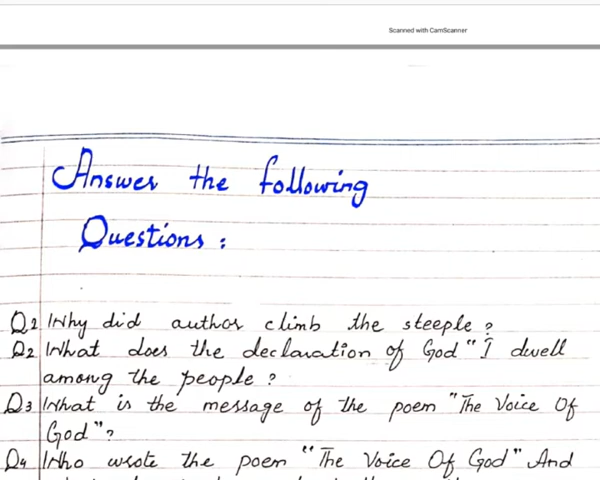 Scanned with CamScanner
Answer the following
Questions :
Q1 Why did author climb the steeple ?
Q2 What does the declaration of God "I dwell
among the people ?
Q3 What is the message of the poem "The Voice Of
God" ?
Q4 Who wrote the poem "The Voice Of God" And